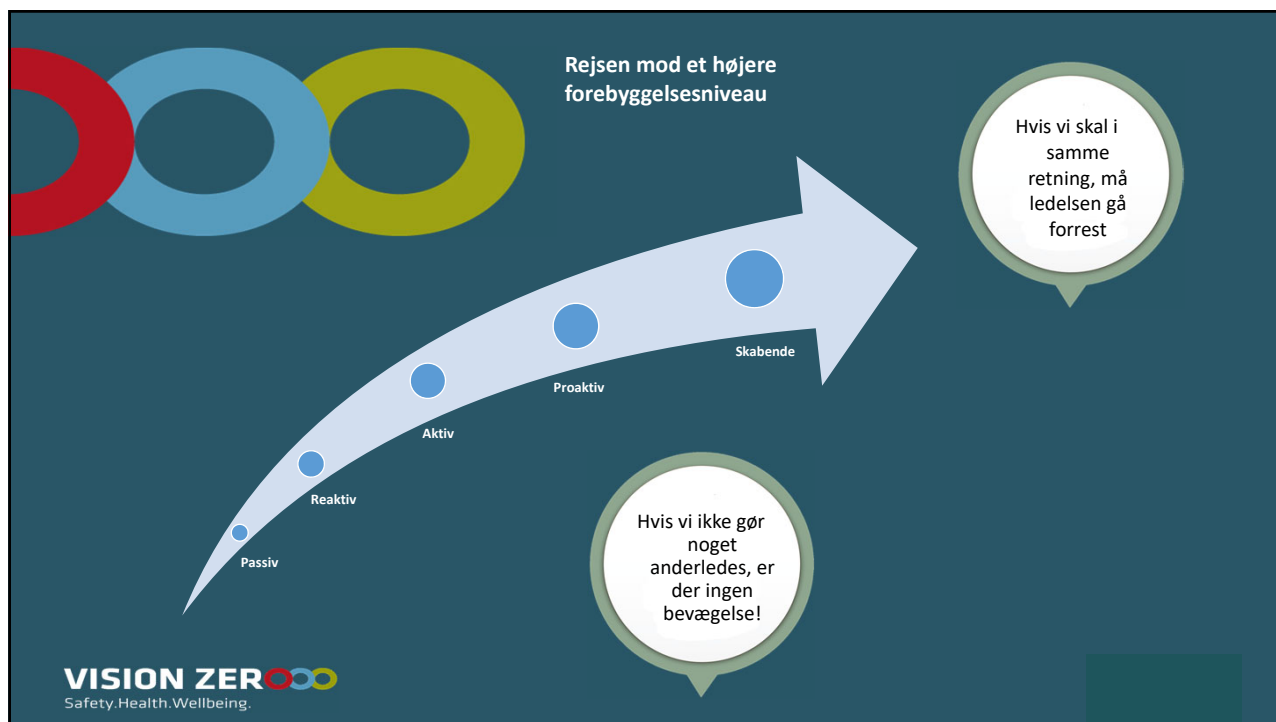 Rejsen mod et højere
forebyggelsesniveau
Hvis vi skal i
samme
retning, må
ledelsen gå
forrest
Skabende
Proaktiv
Aktiv
Reaktiv
Passiv
Hvis vi ikke gør
noget
anderledes, er
der ingen
bevægelse!
VISION ZERO
Safety.Health.Wellbeing.